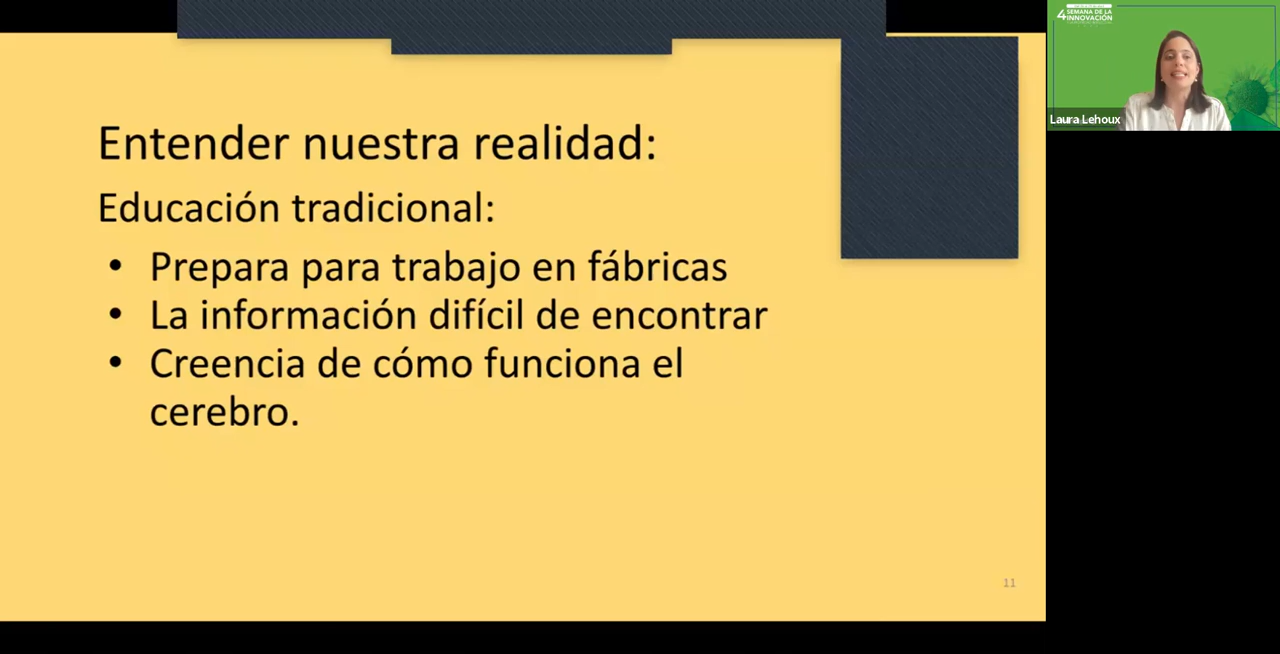 Entender nuestra realidad:
Educación tradicional:
• Prepara para trabajo en fábricas
• La información difícil de encontrar
• Creencia de cómo funciona el
cerebro.
11
4 SEMANA DE LA
INNOVACIÓN
Laura Lehoux